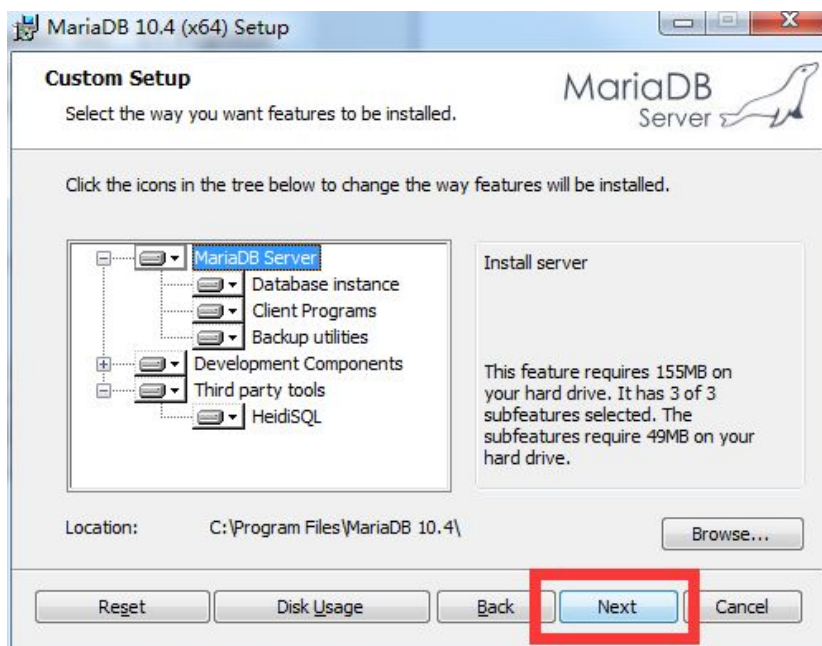 MariaDB 10.4 (x64) Setup
Custom Setup
Select the way you want features to be installed.
MariaDB
Server
Click the icons in the tree below to change the way features will be installed.
MariaDB Server
Database instance
Client Programs
Backup utilities
Development Components
Third party tools
HeidiSQL
Install server
This feature requires 155MB on
your hard drive. It has 3 of 3
subfeatures selected. The
subfeatures require 49MB on your
hard drive.
Location: C:\Program Files\MariaDB 10.4\
Browse...
Reset Disk Usage Back Next Cancel